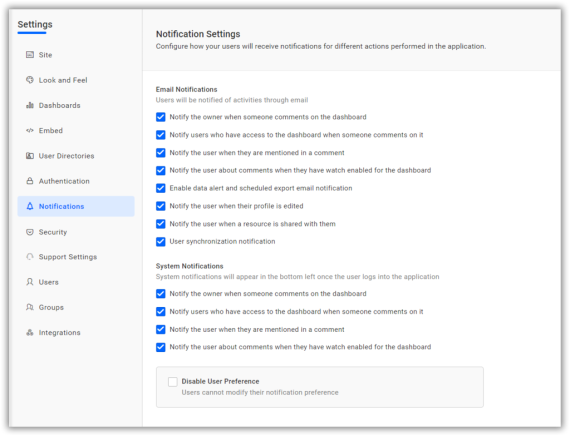 Settings
Site
Look and Feel
Dashboards
Embed
User Directories
Authentication
Notifications
Security
Support Settings
Users
Groups
Integrations
Notification Settings
Configure how your users will receive notifications for different actions performed in the application.
Email Notifications
Users will be notified of activities through email
Notify the owner when someone comments on the dashboard
Notify users who have access to the dashboard when someone comments on it
Notify the user when they are mentioned in a comment
Notify the user about comments when they have watch enabled for the dashboard
Enable data alert and scheduled export email notification
Notify the user when their profile is edited
Notify the user when a resource is shared with them
User synchronization notification
System Notifications
System notifications will appear in the bottom left once the user logs into the application
Notify the owner when someone comments on the dashboard
Notify users who have access to the dashboard when someone comments on it
Notify the user when they are mentioned in a comment
Notify the user about comments when they have watch enabled for the dashboard
Disable User Preference
Users cannot modify their notification preference